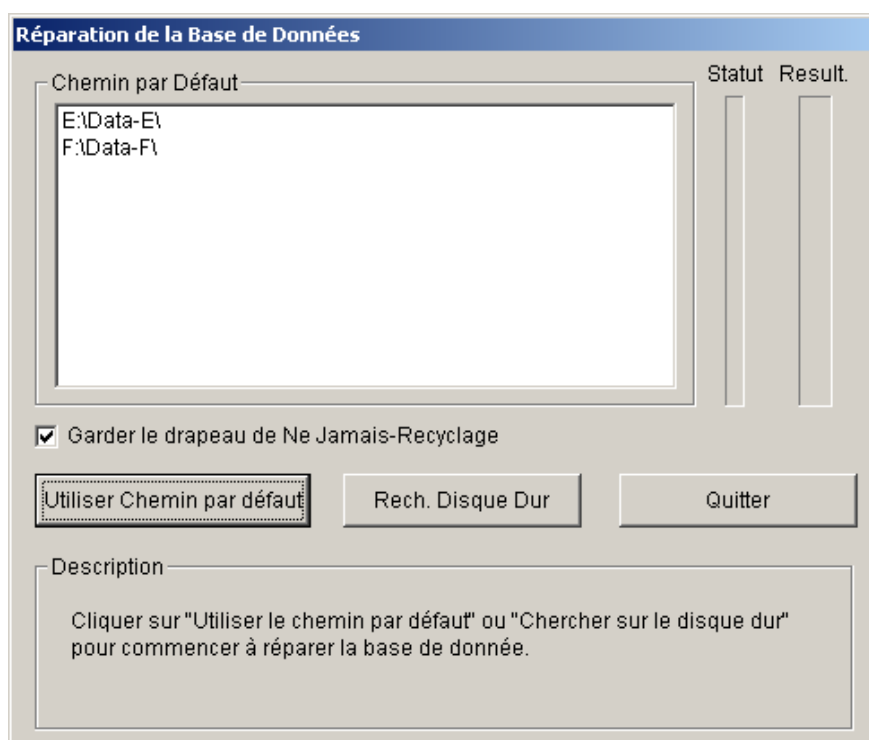 Réparation de la Base de Données
Chemin par Défaut
Statut Result.
E:\Data-E\
F:\Data-F\
Garder le drapeau de Ne Jamais-Recyclage
Utiliser Chemin par défaut
Rech. Disque Dur
Quitter
Description
Cliquer sur "Utiliser le chemin par défaut" ou "Chercher sur le disque dur"
pour commencer à réparer la base de donnée.